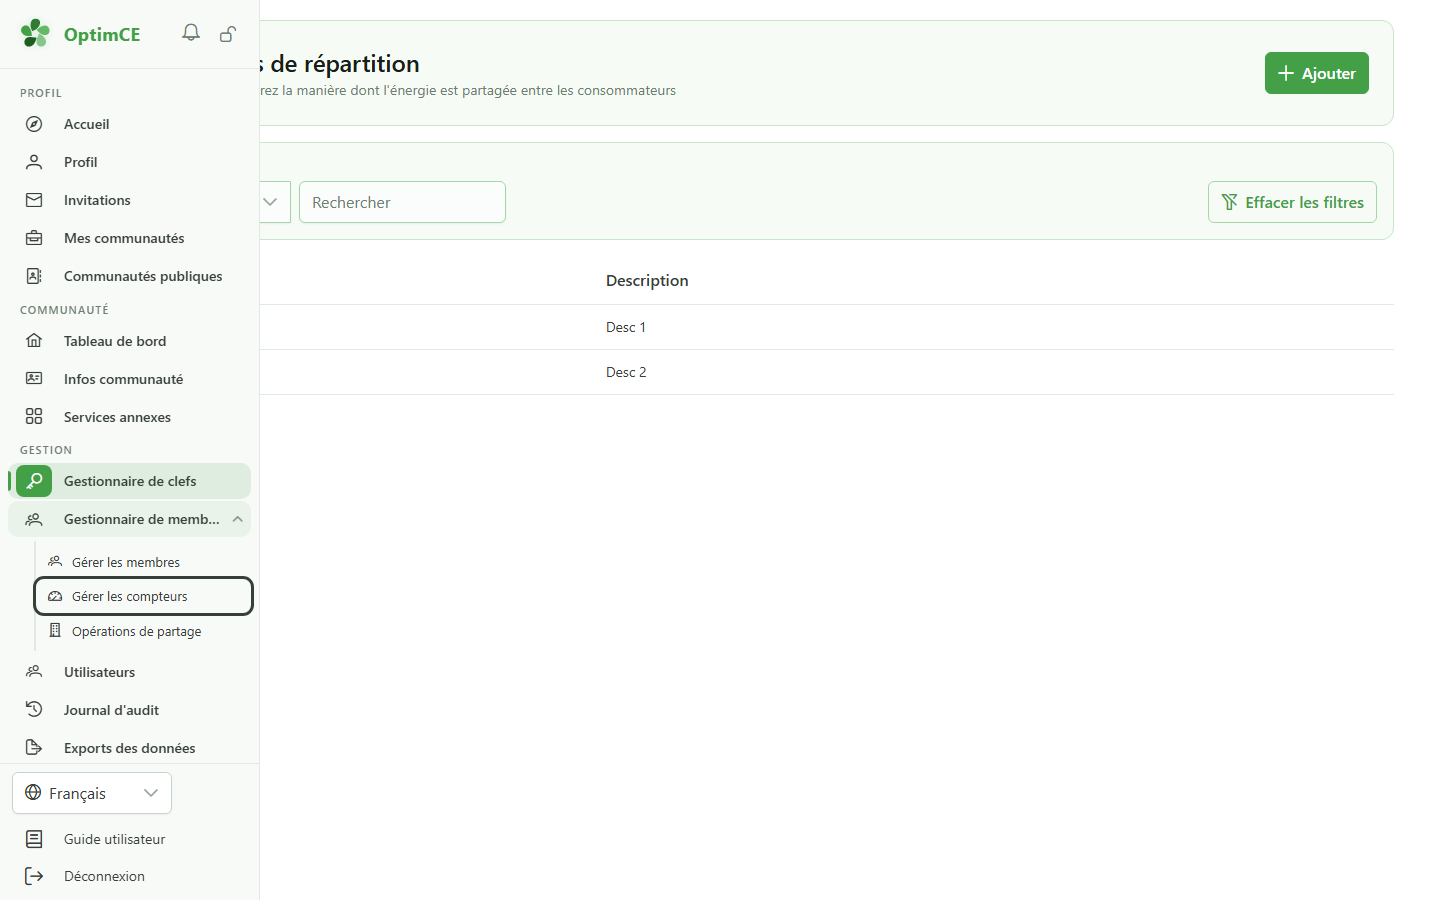 OptimCE
PROFIL
Accueil
Profil
Invitations
Mes communautés
Communautés publiques
COMMUNAUTÉ
Tableau de bord
Infos communauté
Services annexes
GESTION
Gestionnaire de clefs
Gestionnaire de memb...
Gérer les membres
Gérer les compteurs
Opérations de partage
Utilisateurs
Journal d'audit
Exports des données
Français
Guide utilisateur
Déconnexion
de répartition
la manière dont l'énergie est partagée entre les consommateurs
Ajouter
Rechercher
Effacer les filtres
Description
Desc 1
Desc 2